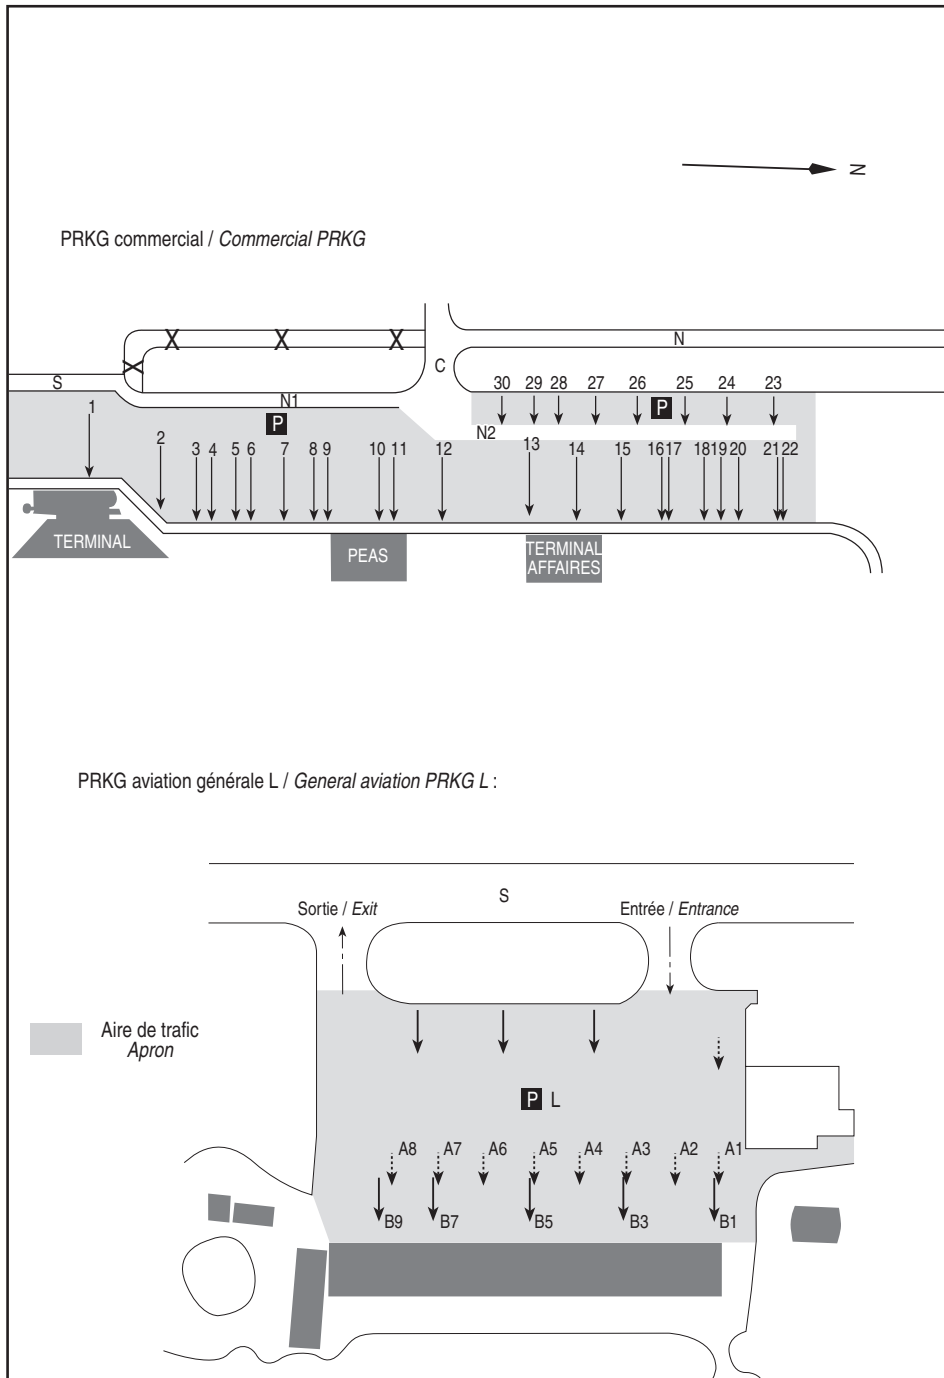 N
PRKG commercial / Commercial PRKG
X X X
N
X
C
S
30 29 28 27 26 25 24 23
1
N1
P
P
N2
2
3 4 5 6 7 8 9 10 11 12 13 14 15 16 17 18 19 20 21 22
TERMINAL
PEAS
TERMINAL
AFFAIRES
PRKG aviation générale L / General aviation PRKG L :
S
Sortie / Exit
Entrée / Entrance
Aire de trafic
Apron
P L
A8 A7 A6 A5 A4 A3 A2 A1
B9 B7 B5 B3 B1